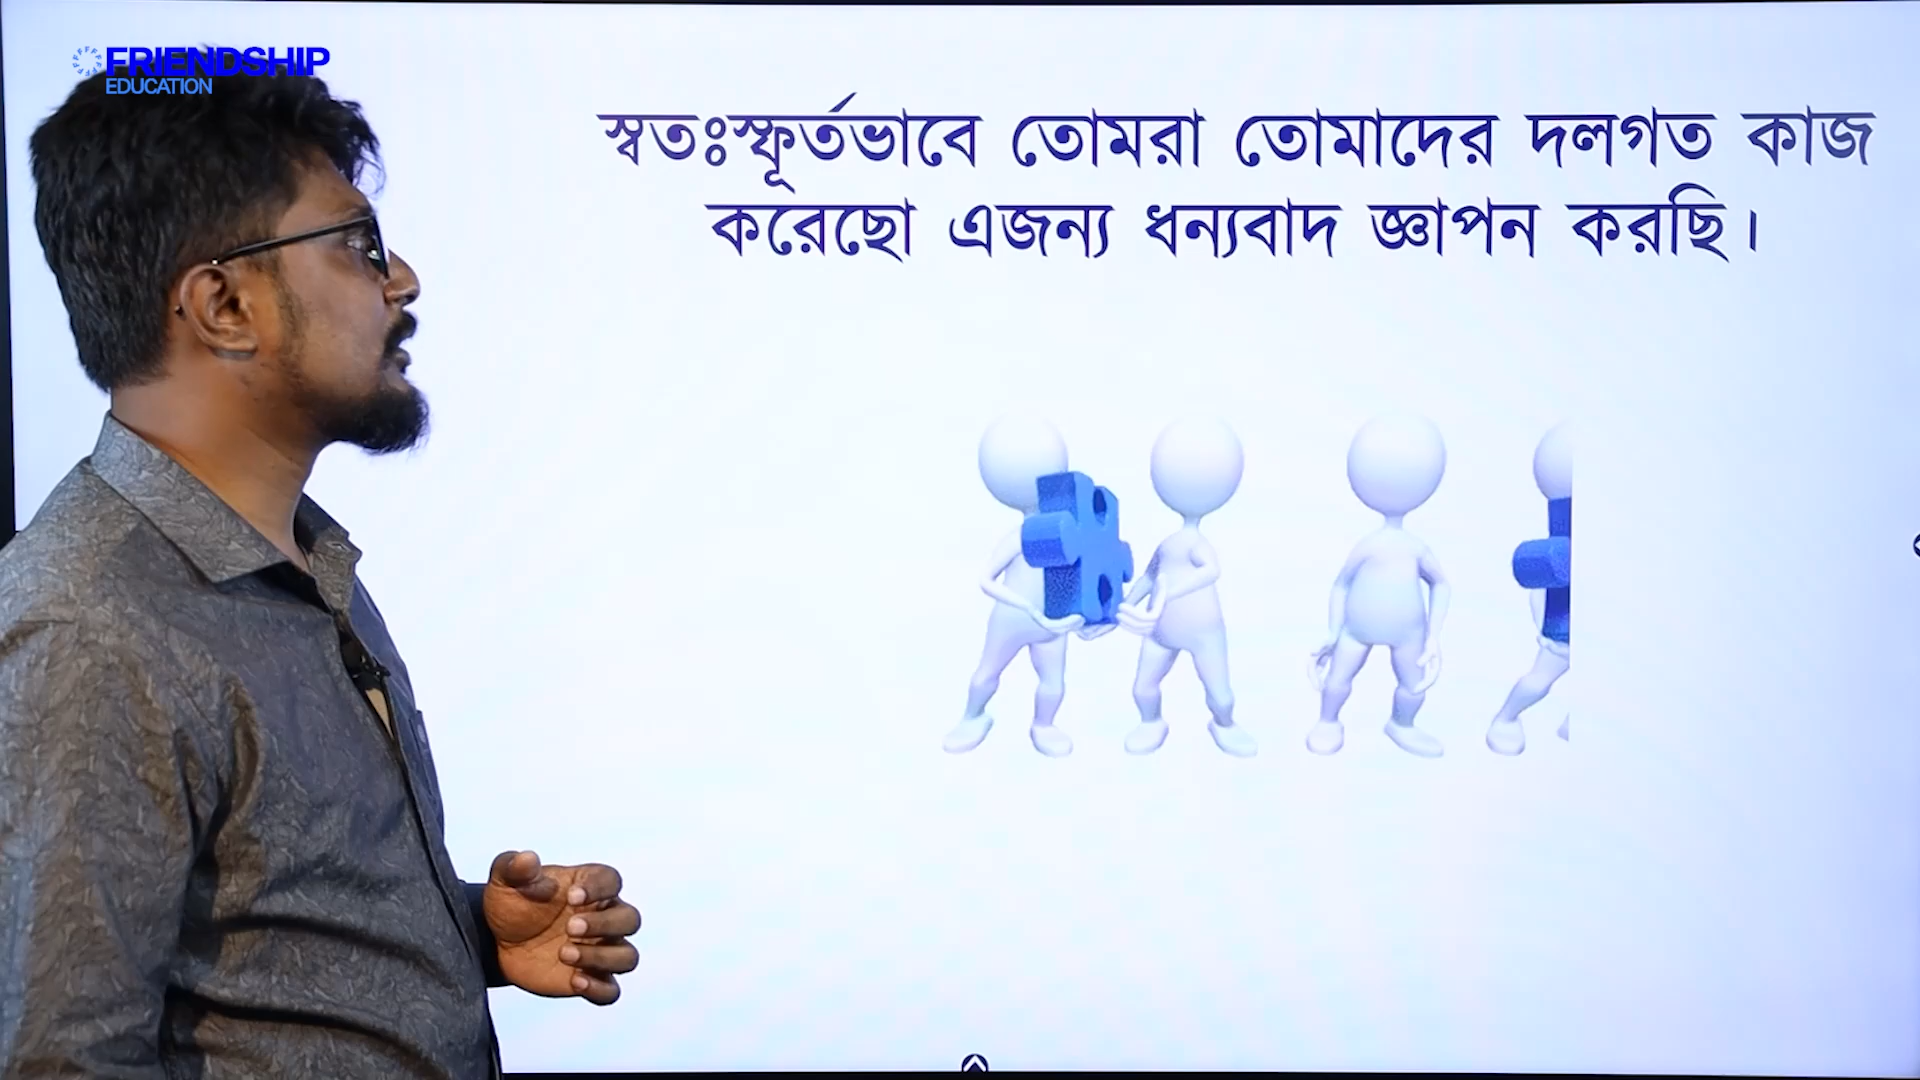 FRIENDSHIP
EDUCATION
স্বতঃস্ফূর্তভাবে তোমরা তোমাদের দলগত কাজ
করেছো এজন্য ধন্যবাদ জ্ঞাপন করছি।